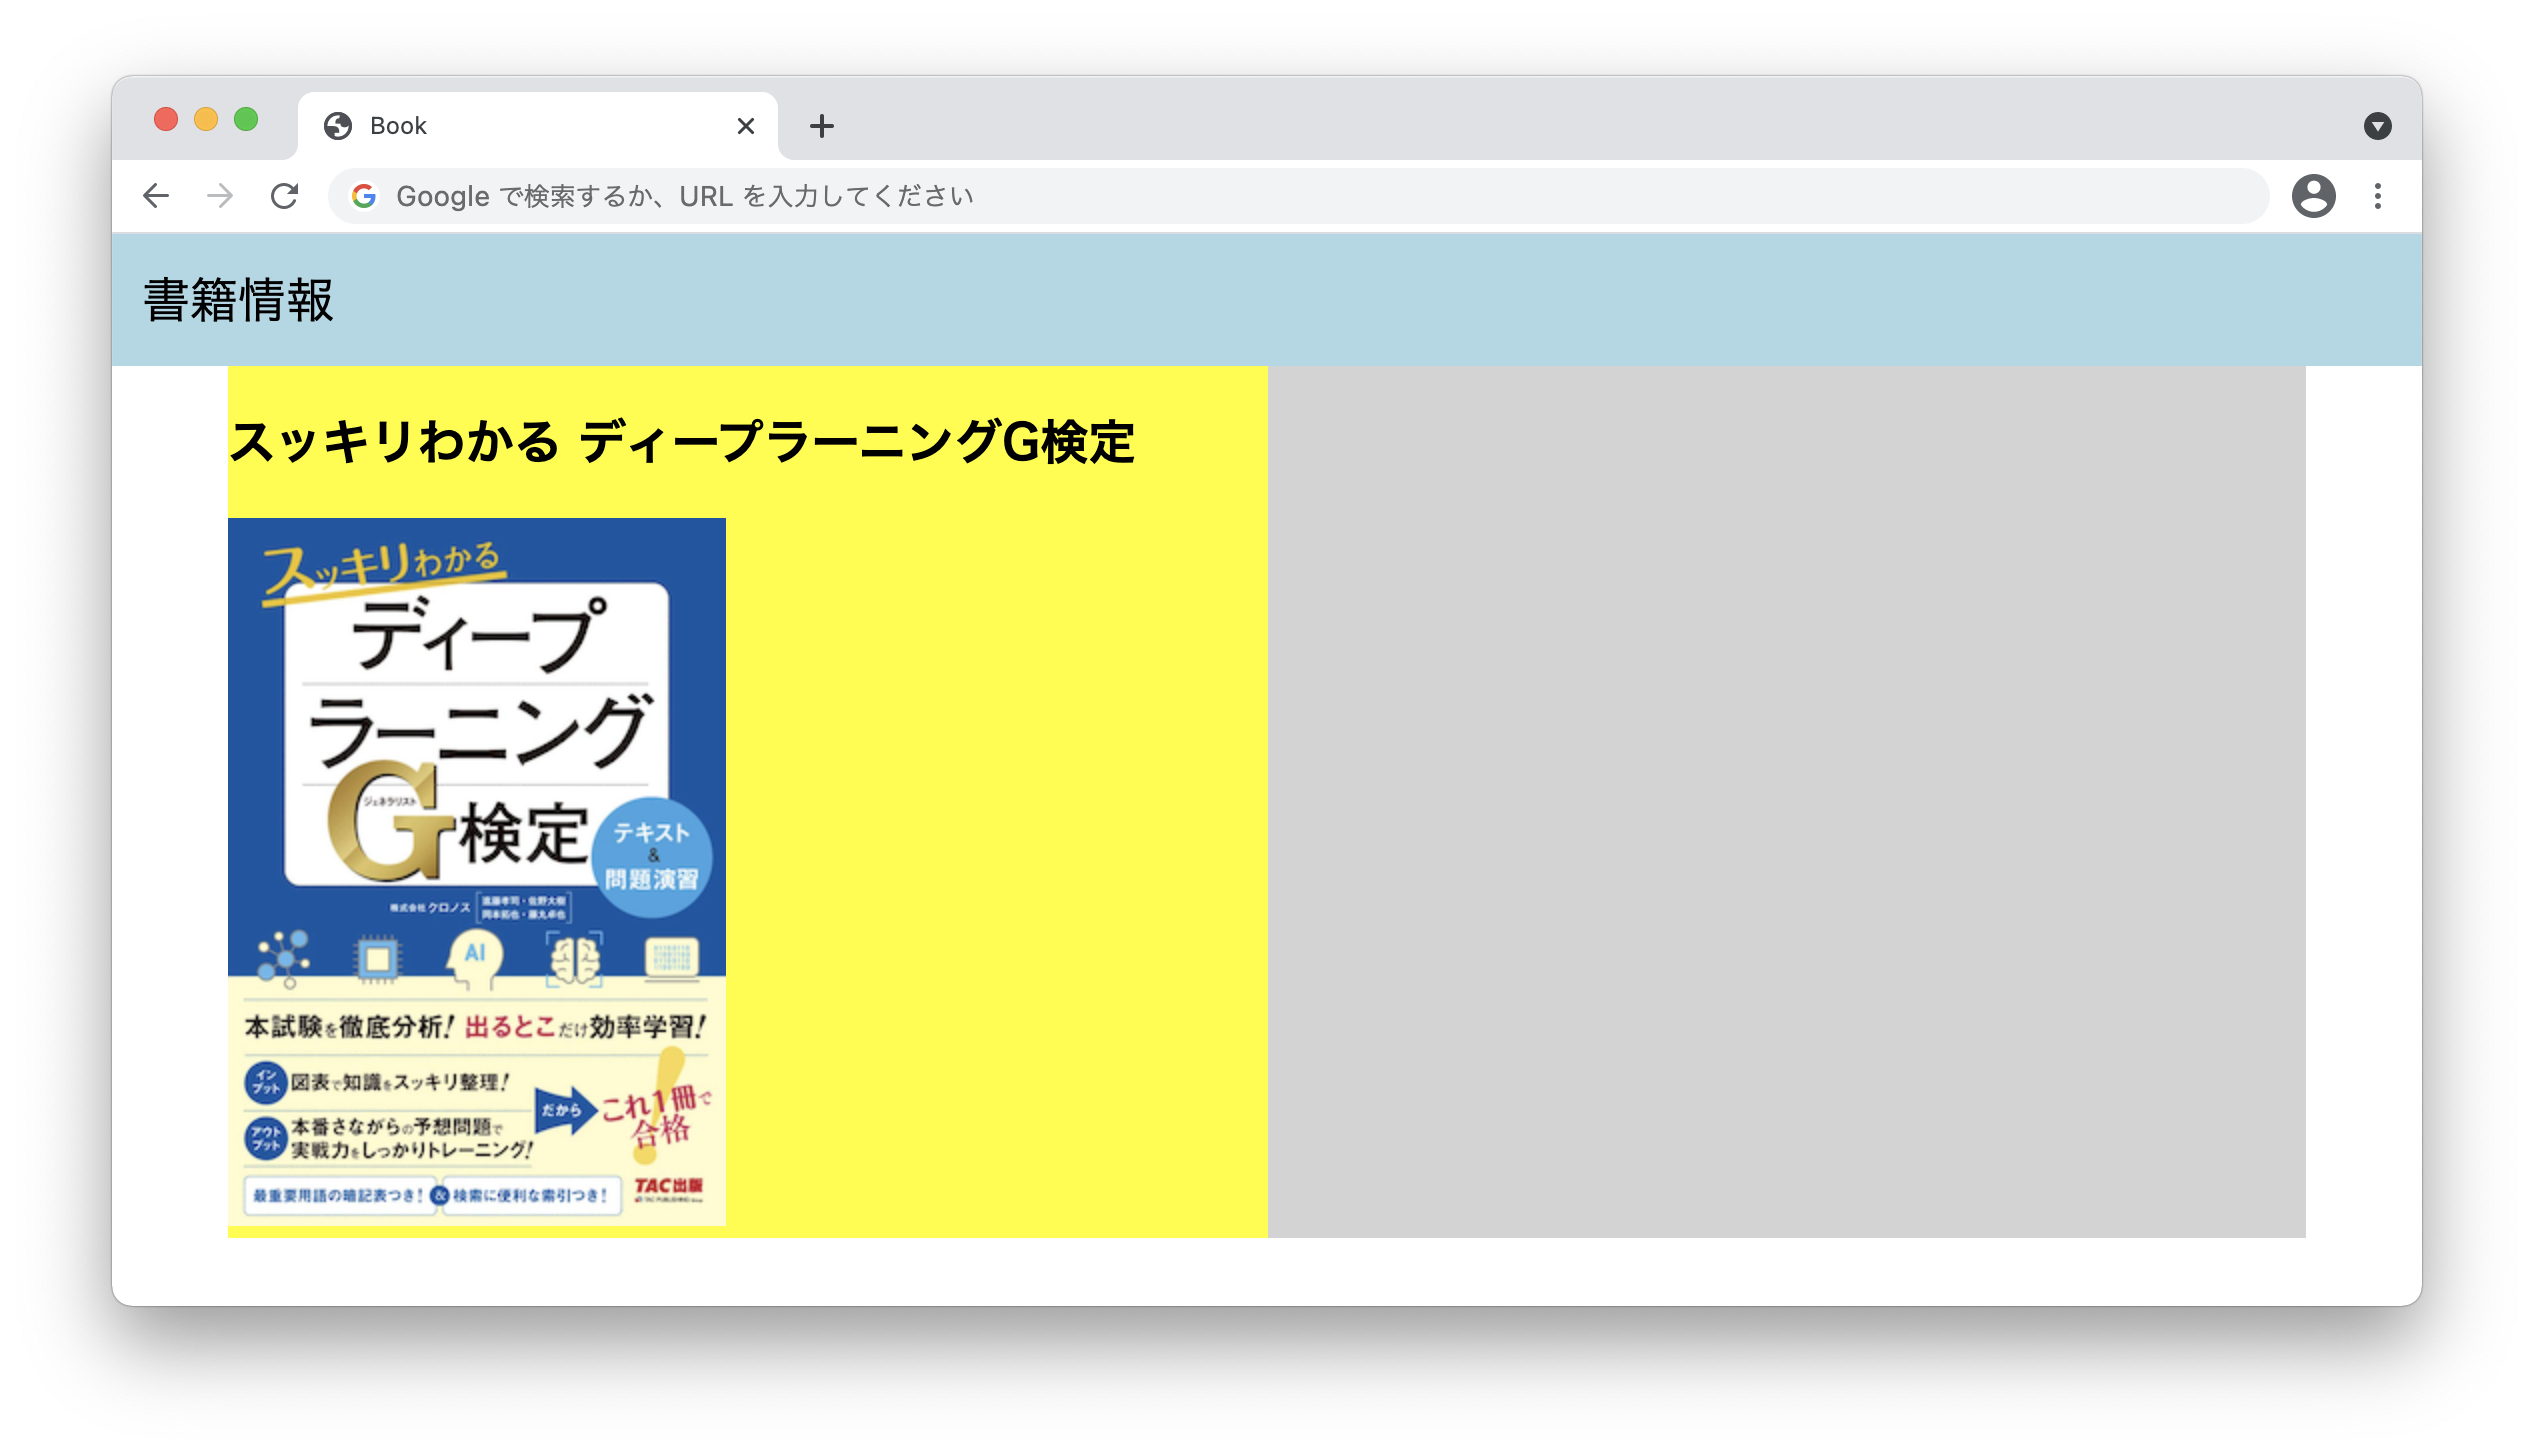 Book
Google で検索するか、URL を入力してください
書籍情報
スッキリわかる ディープラーニングG検定
スッキリわかる
ディープ
ラーニング
ジェネラリスト
G検定
テキスト
&
問題演習
株式会社クロノス
AI
本試験を徹底分析! 出るとこだけ効率学習!
インプット 図表で知識をスッキリ整理!
アウトプット 本番さながらの予想問題で
実戦力をしっかりトレーニング!
だから
これ1冊で
合格
!
最重要用語の暗記表つき! & 検索に便利な索引つき!
TAC出版